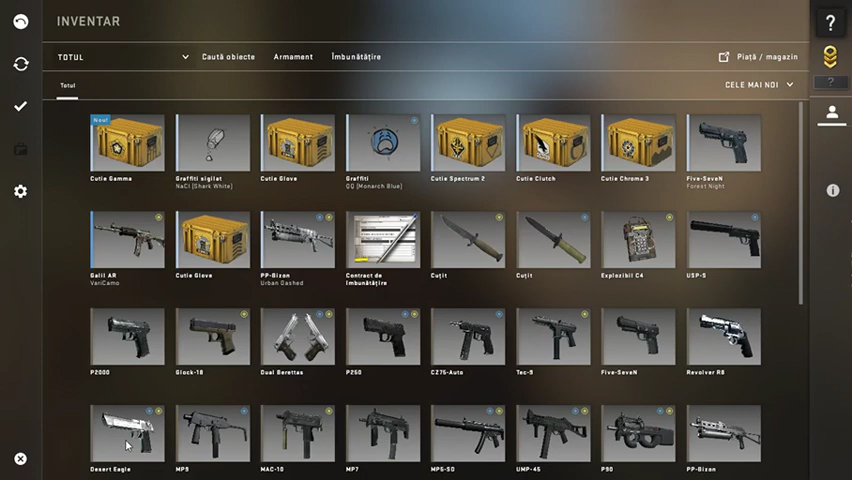 INVENTAR
TOTUL
Caută obiecte
Armament
Îmbunătățire
Piață / magazin
Totul
CELE MAI NOI
Nou!
Cutie Gamma
Graffiti sigilat
NaCl (Shark White)
Cutie Glove
Graffiti
QQ (Monarch Blue)
Cutie Spectrum 2
Cutie Clutch
Cutie Chroma 3
Five-SeveN
Forest Night
Galil AR
VariCamo
Cutie Glove
PP-Bizon
Urban Dashed
Contract de
îmbunătățire
Cuțit
Cuțit
Explozibil C4
USP-S
P2000
Glock-18
Dual Berettas
P250
CZ75-Auto
Tec-9
Five-SeveN
Revolver R8
Desert Eagle
MP9
MAC-10
MP7
MP5-SD
UMP-45
P90
PP-Bizon